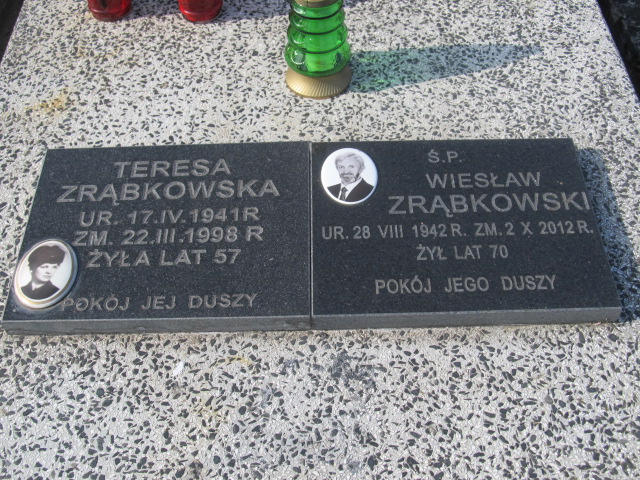 TERESA
ZRĄBKOWSKA
UR. 17.IV.1941 R
ZM. 22.III.1998 R
ŻYŁA LAT 57
POKÓJ JEJ DUSZY
Ś.P.
WIESŁAW
ZRĄBKOWSKI
UR. 28 VIII 1942 R. ZM. 2 X 2012 R.
ŻYŁ LAT 70
POKÓJ JEGO DUSZY